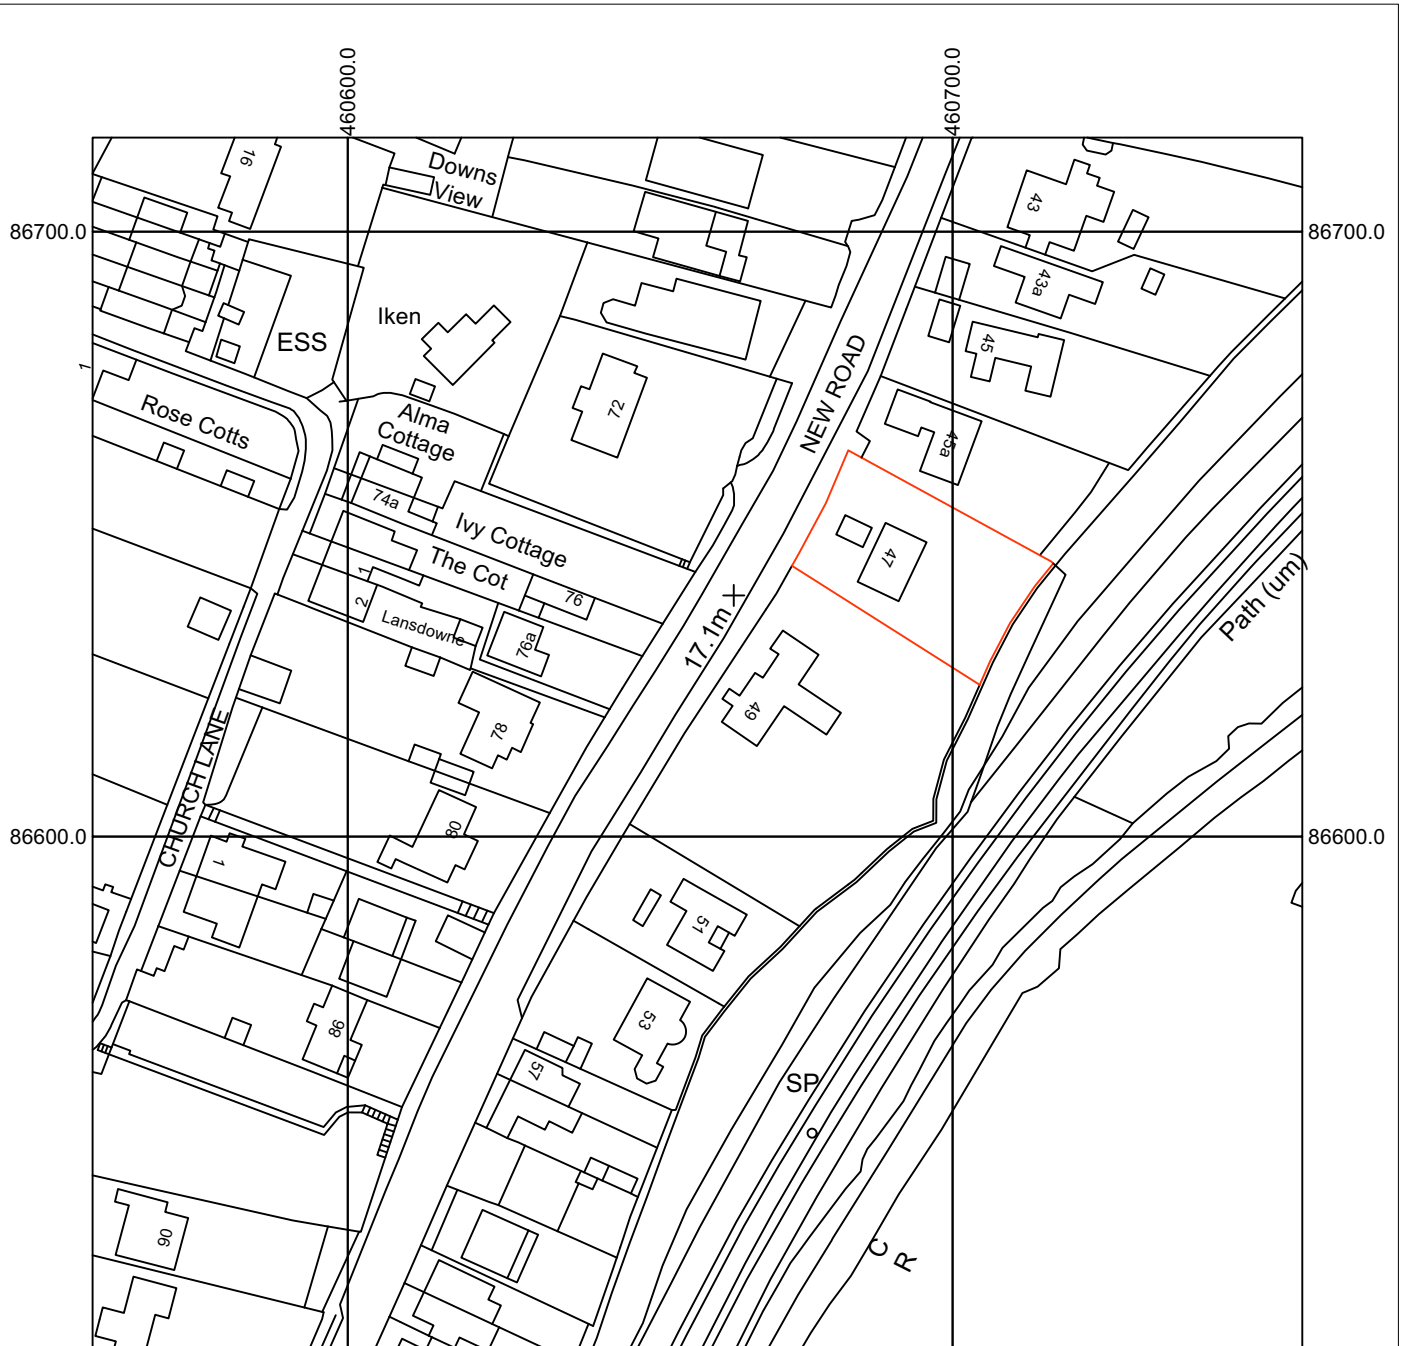 460600.0
460700.0
16
Downs
View
43
86700.0
86700.0
43a
Iken
ESS
45
1
NEW ROAD
Rose Cotts
72
Alma
Cottage
45a
74a
Ivy Cottage
47
The Cot
1
76
2
Path (um)
17.1m
Lansdowne
76a
49
78
CHURCH LANE
80
86600.0
86600.0
1
51
53
98
57
SP
90
C
R